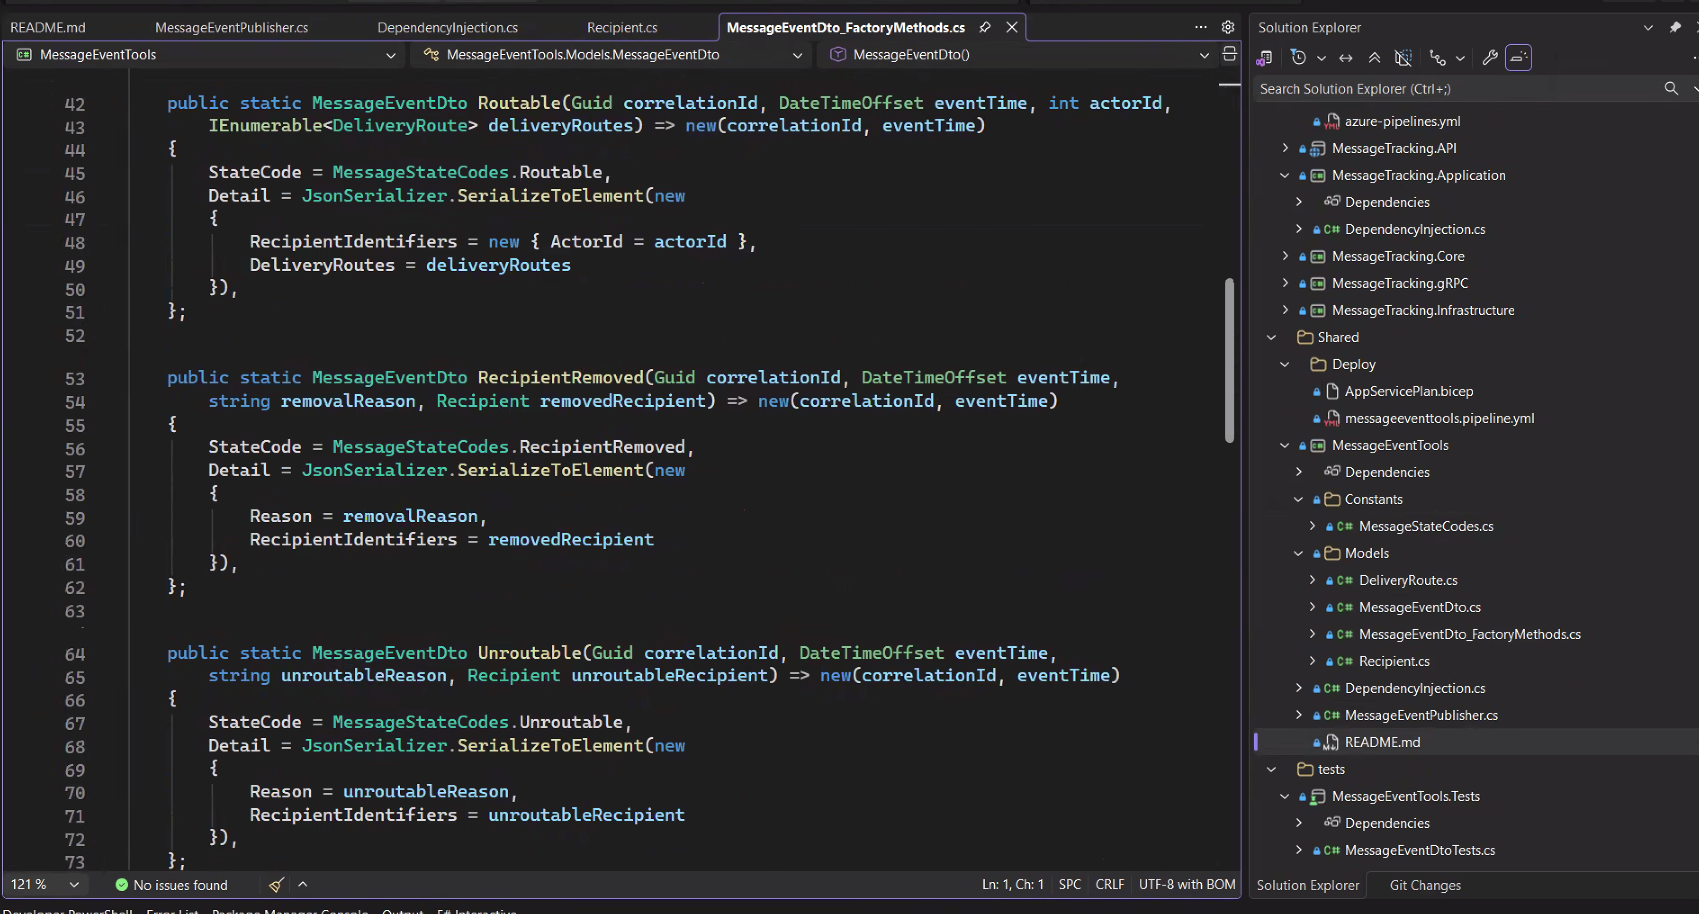 README.md MessageEventPublisher.cs DependencyInjection.cs Recipient.cs MessageEventDto_FactoryMethods.cs
MessageEventTools MessageEventTools.Models.MessageEventDto MessageEventDto()
42 public static MessageEventDto Routable(Guid correlationId, DateTimeOffset eventTime, int actorId,
43 IEnumerable<DeliveryRoute> deliveryRoutes) => new(correlationId, eventTime)
44 {
45 StateCode = MessageStateCodes.Routable,
46 Detail = JsonSerializer.SerializeToElement(new
47 {
48 RecipientIdentifiers = new { ActorId = actorId },
49 DeliveryRoutes = deliveryRoutes
50 }),
51 };
52
53 public static MessageEventDto RecipientRemoved(Guid correlationId, DateTimeOffset eventTime,
54 string removalReason, Recipient removedRecipient) => new(correlationId, eventTime)
55 {
56 StateCode = MessageStateCodes.RecipientRemoved,
57 Detail = JsonSerializer.SerializeToElement(new
58 {
59 Reason = removalReason,
60 RecipientIdentifiers = removedRecipient
61 }),
62 };
63
64 public static MessageEventDto Unroutable(Guid correlationId, DateTimeOffset eventTime,
65 string unroutableReason, Recipient unroutableRecipient) => new(correlationId, eventTime)
66 {
67 StateCode = MessageStateCodes.Unroutable,
68 Detail = JsonSerializer.SerializeToElement(new
69 {
70 Reason = unroutableReason,
71 RecipientIdentifiers = unroutableRecipient
72 }),
73 };
121 % No issues found Ln: 1, Ch: 1 SPC CRLF UTF-8 with BOM
Developer PowerShell Error List Package Manager Console Output F# Interactive
Solution Explorer
Search Solution Explorer (Ctrl+;)
azure-pipelines.yml
MessageTracking.API
MessageTracking.Application
Dependencies
C# DependencyInjection.cs
MessageTracking.Core
MessageTracking.gRPC
MessageTracking.Infrastructure
Shared
Deploy
AppServicePlan.bicep
messageeventtools.pipeline.yml
MessageEventTools
Dependencies
Constants
C# MessageStateCodes.cs
Models
C# DeliveryRoute.cs
C# MessageEventDto.cs
C# MessageEventDto_FactoryMethods.cs
C# Recipient.cs
C# DependencyInjection.cs
C# MessageEventPublisher.cs
README.md
tests
MessageEventTools.Tests
Dependencies
C# MessageEventDtoTests.cs
Solution Explorer Git Changes